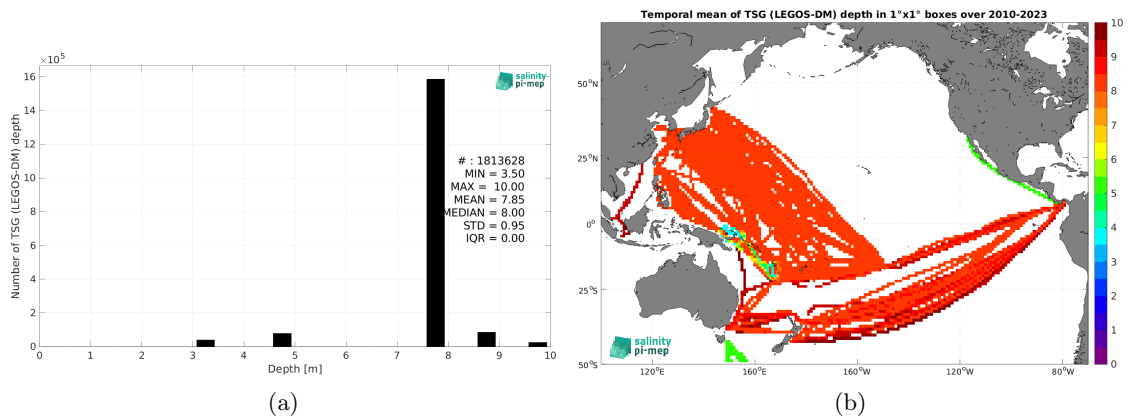 ×10⁵
16
14
12
10
8
6
4
2
0
Number of TSG (LEGOS-DM) depth
salinity
pi-mep
# : 1813628
MIN = 3.50
MAX = 10.00
MEAN = 7.85
MEDIAN = 8.00
STD = 0.95
IQR = 0.00
0 1 2 3 4 5 6 7 8 9 10
Depth [m]
(a)
Temporal mean of TSG (LEGOS-DM) depth in 1°x1° boxes over 2010-2023
50°N
25°N
0°
25°S
50°S
120°E 160°E 160°W 120°W 80°W
salinity
pi-mep
10
9
8
7
6
5
4
3
2
1
0
(b)